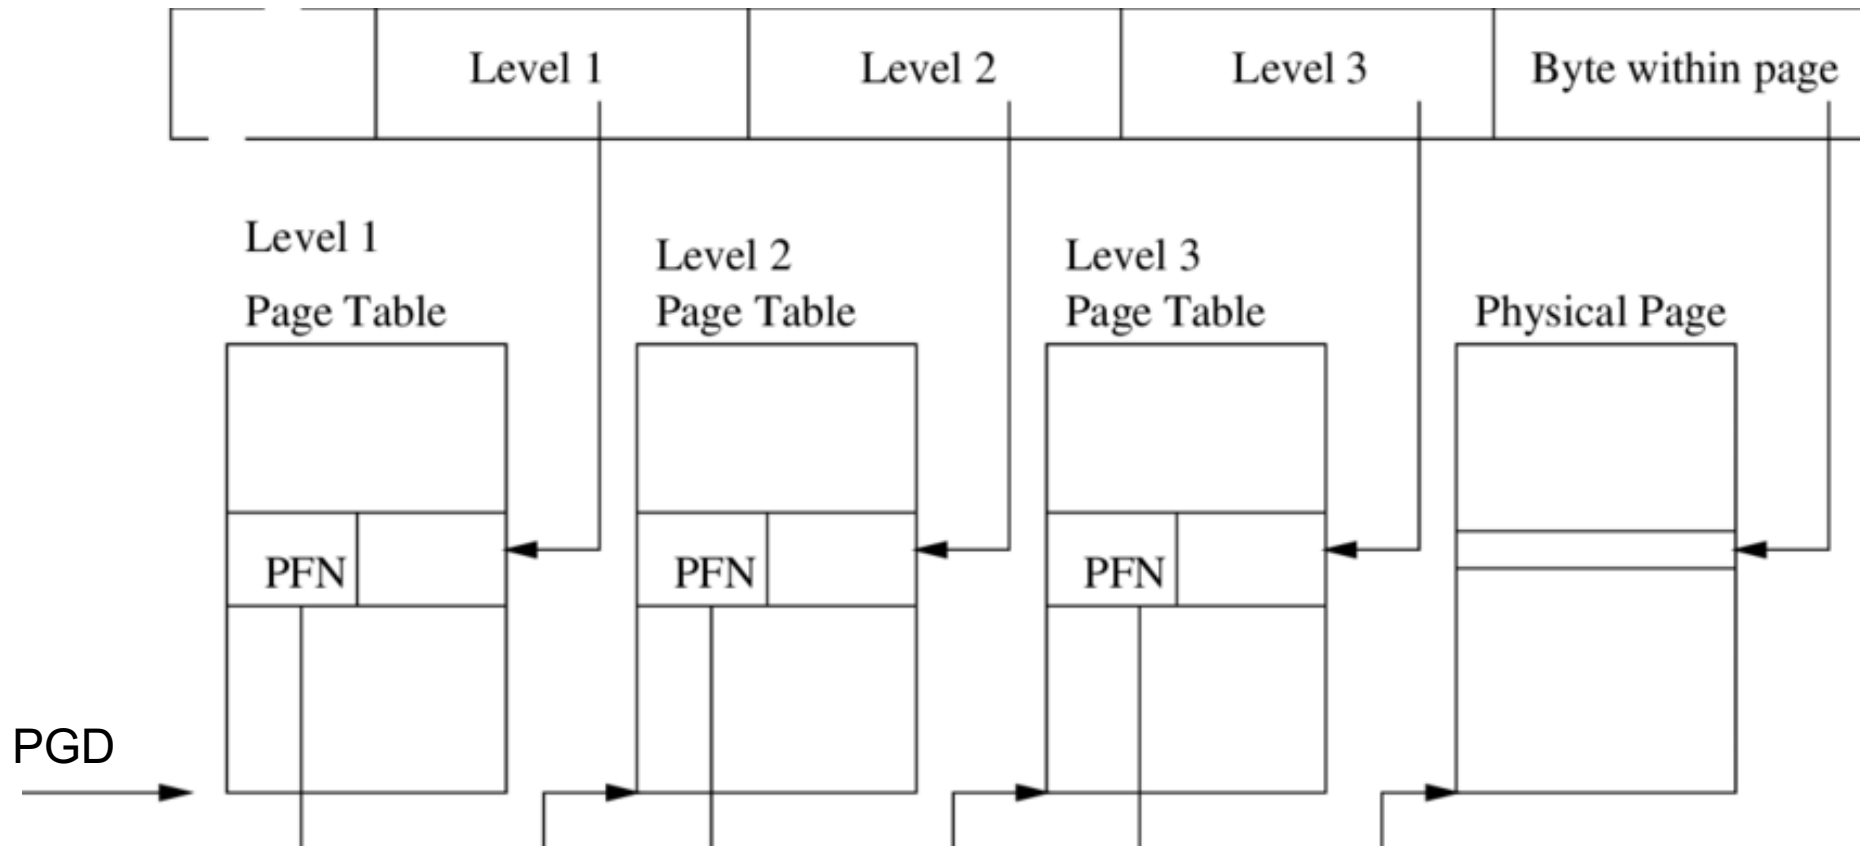 Level 1
Level 2
Level 3
Byte within page
Level 1
Page Table
Level 2
Page Table
Level 3
Page Table
Physical Page
PFN
PFN
PFN
PGD